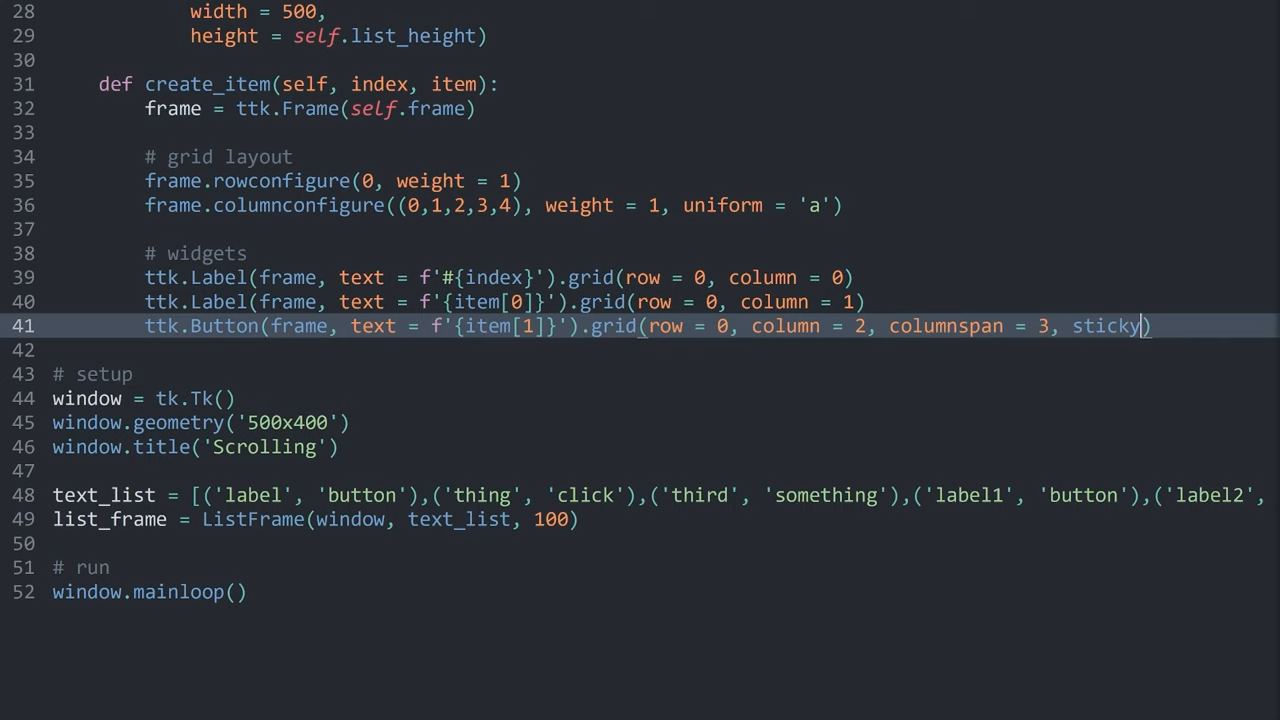 28 width = 500,
29 height = self.list_height)
30
31 def create_item(self, index, item):
32 frame = ttk.Frame(self.frame)
33
34 # grid layout
35 frame.rowconfigure(0, weight = 1)
36 frame.columnconfigure((0,1,2,3,4), weight = 1, uniform = 'a')
37
38 # widgets
39 ttk.Label(frame, text = f'#{index}').grid(row = 0, column = 0)
40 ttk.Label(frame, text = f'{item[0]}').grid(row = 0, column = 1)
41 ttk.Button(frame, text = f'{item[1]}').grid(row = 0, column = 2, columnspan = 3, sticky)
42
43 # setup
44 window = tk.Tk()
45 window.geometry('500x400')
46 window.title('Scrolling')
47
48 text_list = [('label', 'button'),('thing', 'click'),('third', 'something'),('label1', 'button'),('label2',
49 list_frame = ListFrame(window, text_list, 100)
50
51 # run
52 window.mainloop()